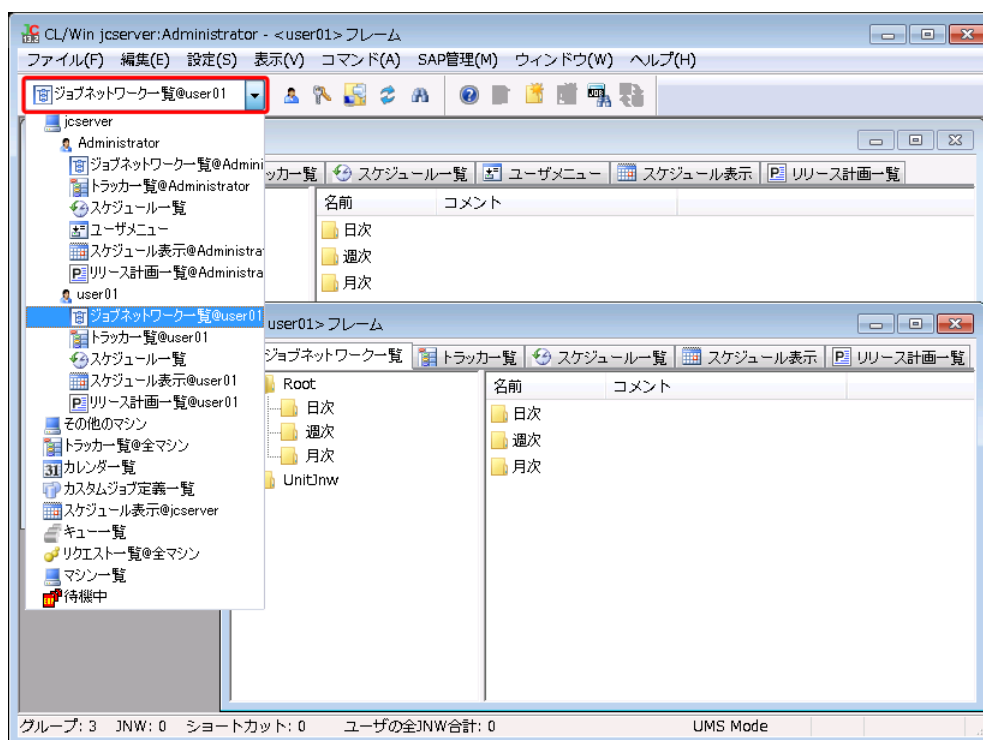 CL/Win jcserver:Administrator - <user01>フレーム
ファイル(F) 編集(E) 設定(S) 表示(V) コマンド(A) SAP管理(M) ウィンドウ(W) ヘルプ(H)
ジョブネットワーク一覧@user01
jcserver
Administrator
ジョブネットワーク一覧@Admini
トラッカ一覧@Administrator
スケジュール一覧
ユーザメニュー
スケジュール表示@Administra
リリース計画一覧@Administra
user01
ジョブネットワーク一覧@user01
トラッカ一覧@user01
スケジュール一覧
スケジュール表示@user01
リリース計画一覧@user01
その他のマシン
トラッカ一覧@全マシン
カレンダー一覧
カスタムジョブ定義一覧
スケジュール表示@jcserver
キュー一覧
リクエスト一覧@全マシン
マシン一覧
待機中
ッカ一覧 スケジュール一覧 ユーザメニュー スケジュール表示 リリース計画一覧
名前 コメント
日次
週次
月次
user01>フレーム
ジョブネットワーク一覧 トラッカ一覧 スケジュール一覧 スケジュール表示 リリース計画一覧
Root
日次
週次
月次
UnitJnw
名前 コメント
日次
週次
月次
グループ: 3 JNW: 0 ショートカット: 0 ユーザの全JNW合計: 0 UMS Mode